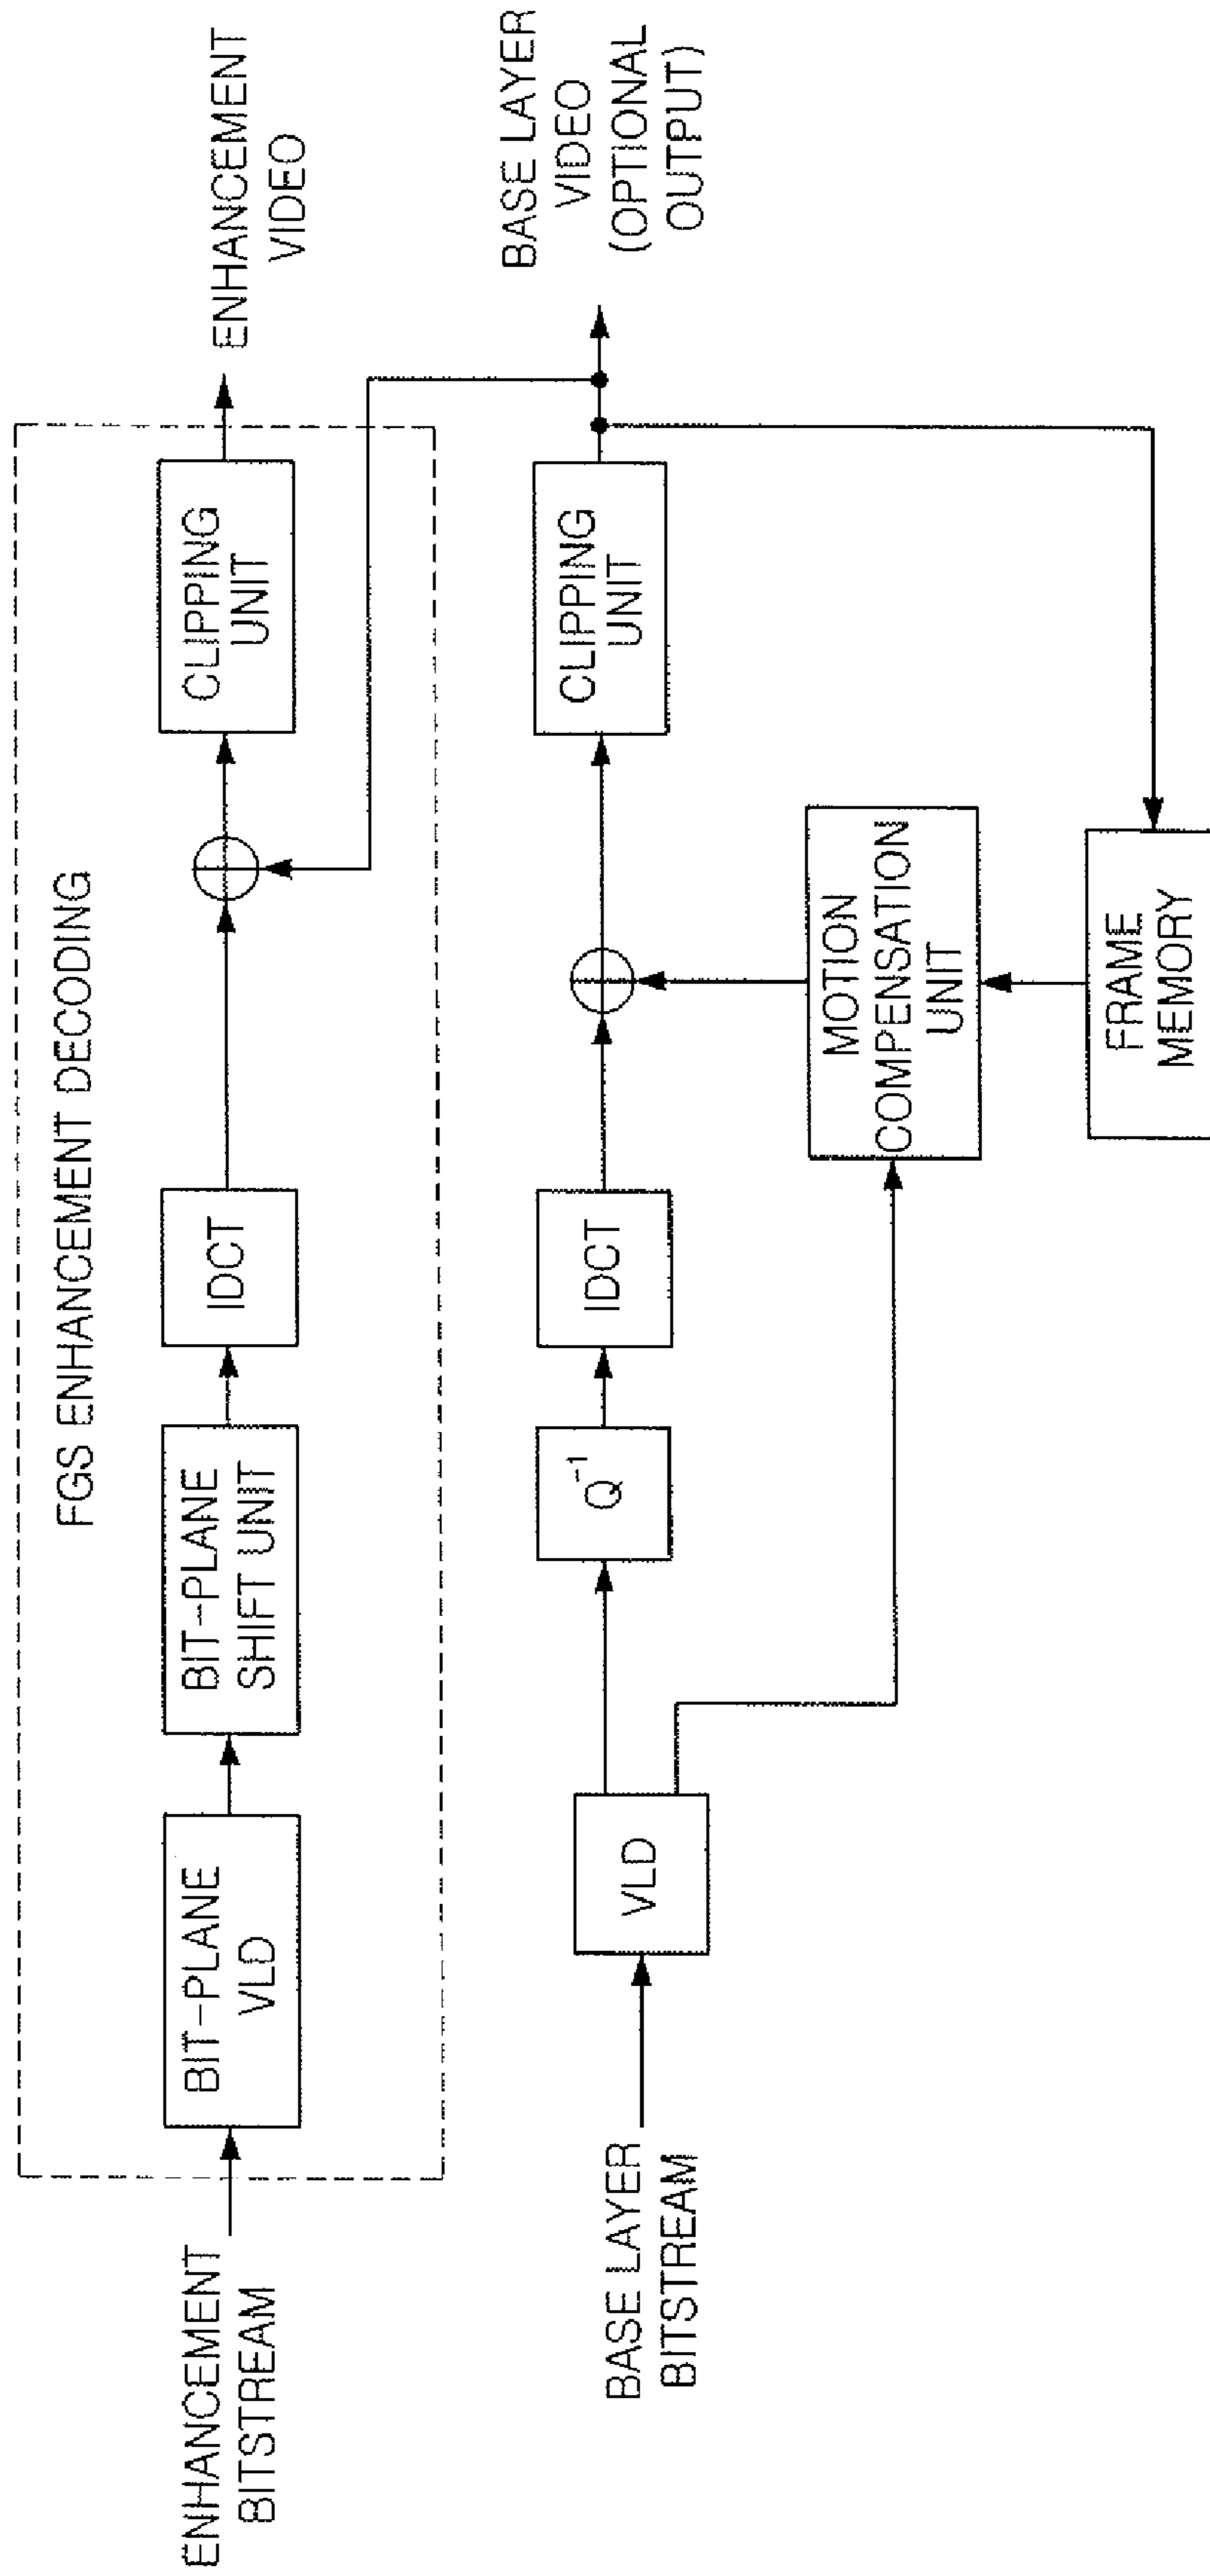 FGS ENHANCEMENT DECODING
ENHANCEMENT
BITSTREAM
BIT-PLANE
VLD
BIT-PLANE
SHIFT UNIT
IDCT
CLIPPING
UNIT
ENHANCEMENT
VIDEO
BASE LAYER
BITSTREAM
VLD
Q⁻¹
IDCT
CLIPPING
UNIT
BASE LAYER
VIDEO
(OPTIONAL
OUTPUT)
MOTION
COMPENSATION
UNIT
FRAME
MEMORY